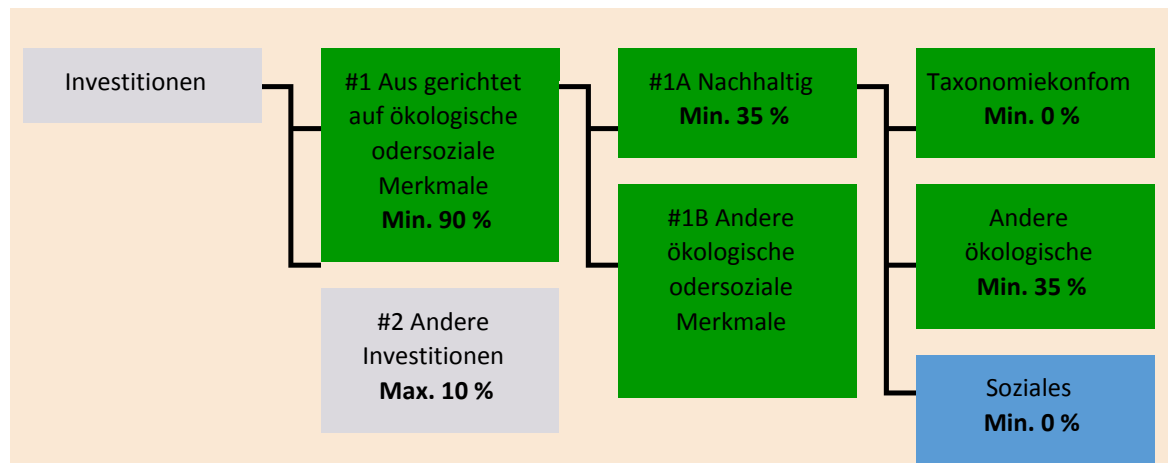 Investitionen
#1 Aus gerichtet
auf ökologische
odersoziale
Merkmale
Min. 90 %
#2 Andere
Investitionen
Max. 10 %
#1A Nachhaltig
Min. 35 %
#1B Andere
ökologische
odersoziale
Merkmale
Taxonomiekonfom
Min. 0 %
Andere
ökologische
Min. 35 %
Soziales
Min. 0 %